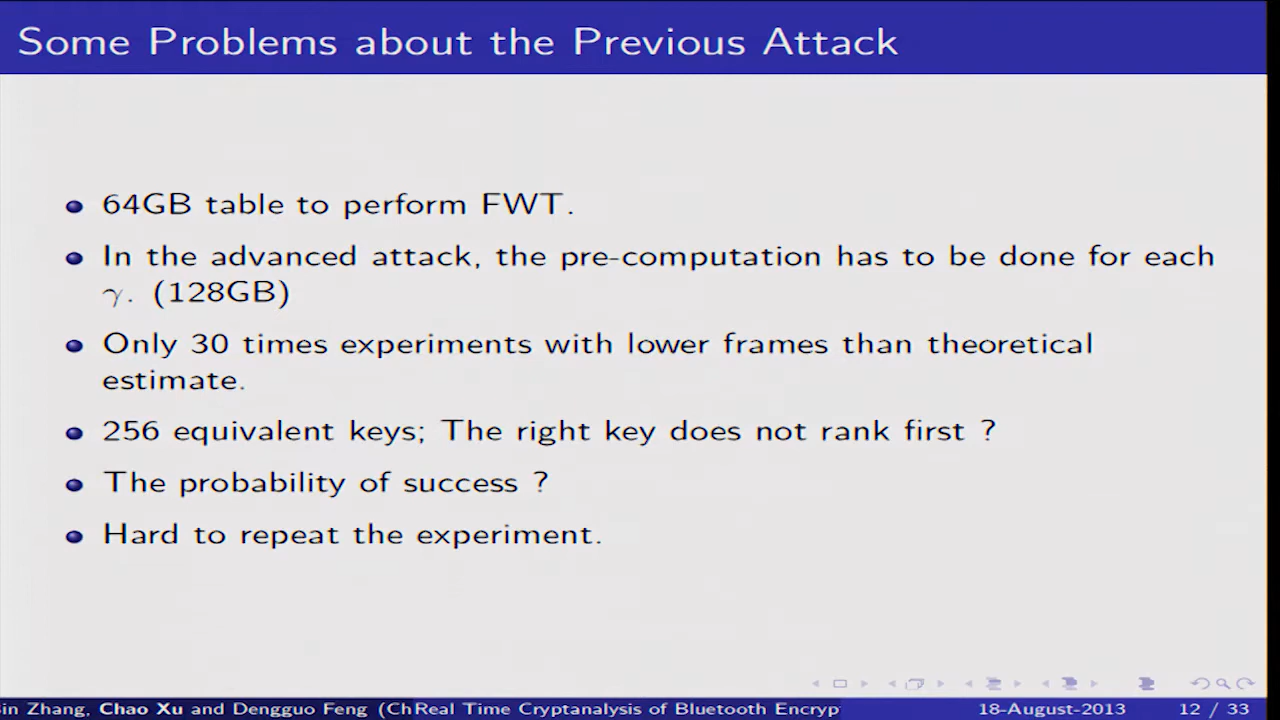 Some Problems about the Previous Attack
64GB table to perform FWT.
In the advanced attack, the pre-computation has to be done for each
γ. (128GB)
Only 30 times experiments with lower frames than theoretical
estimate.
256 equivalent keys; The right key does not rank first ?
The probability of success ?
Hard to repeat the experiment.
Bin Zhang, Chao Xu and Dengguo Feng (Ch Real Time Cryptanalysis of Bluetooth Encryp 18-August-2013 12 / 33